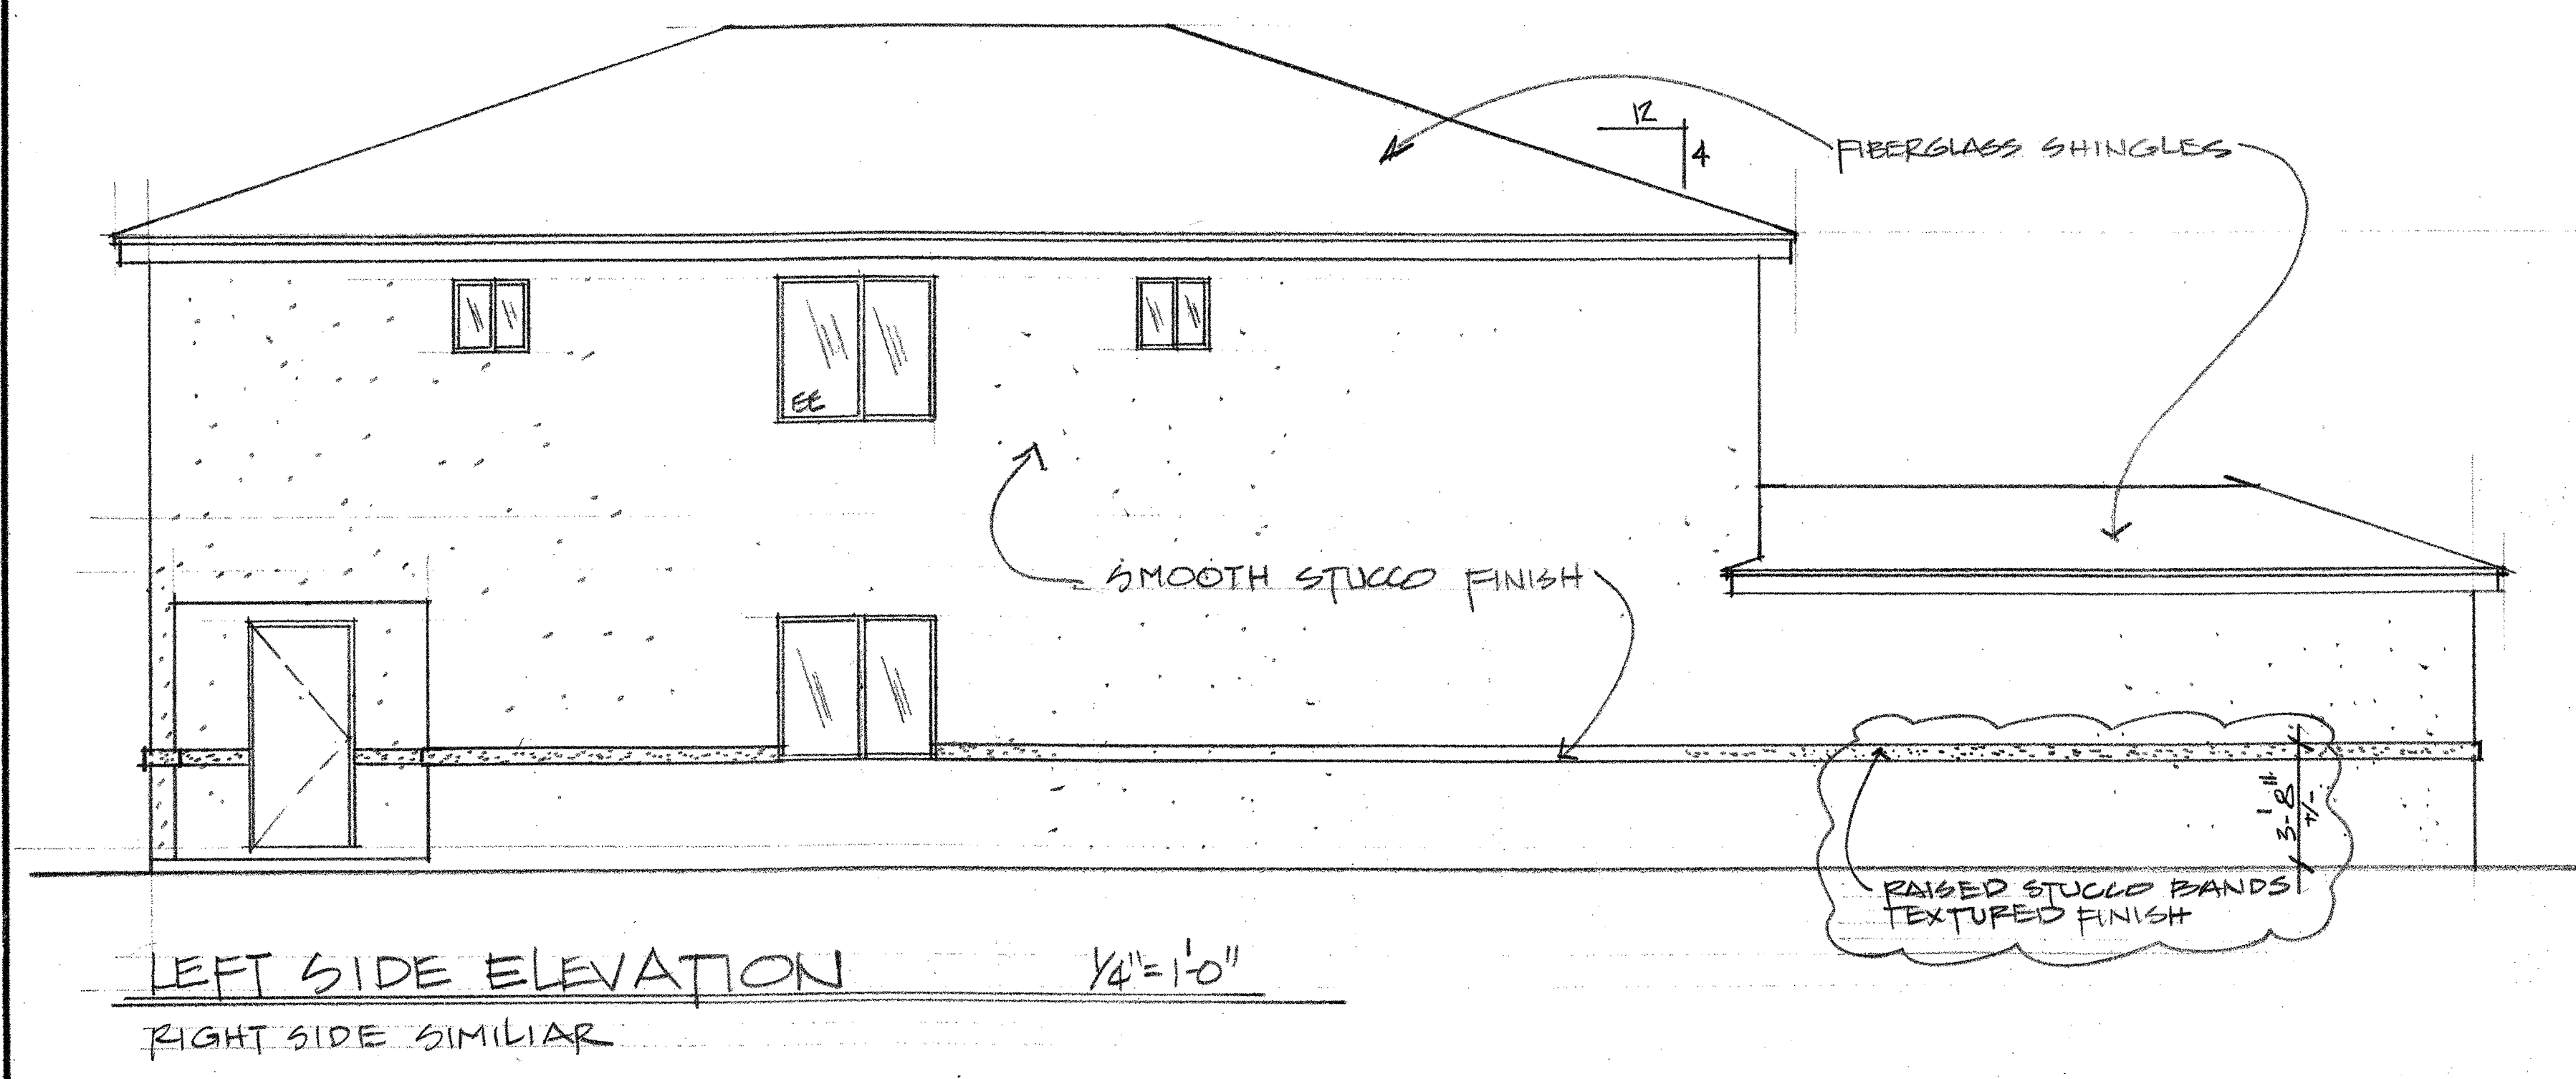 12
4
FIBERGLASS SHINGLES
EE
SMOOTH STUCCO FINISH
3'-8"
+/-
RAISED STUCCO BANDS
TEXTURED FINISH
LEFT SIDE ELEVATION 1/4"=1'-0"
RIGHT SIDE SIMILIAR